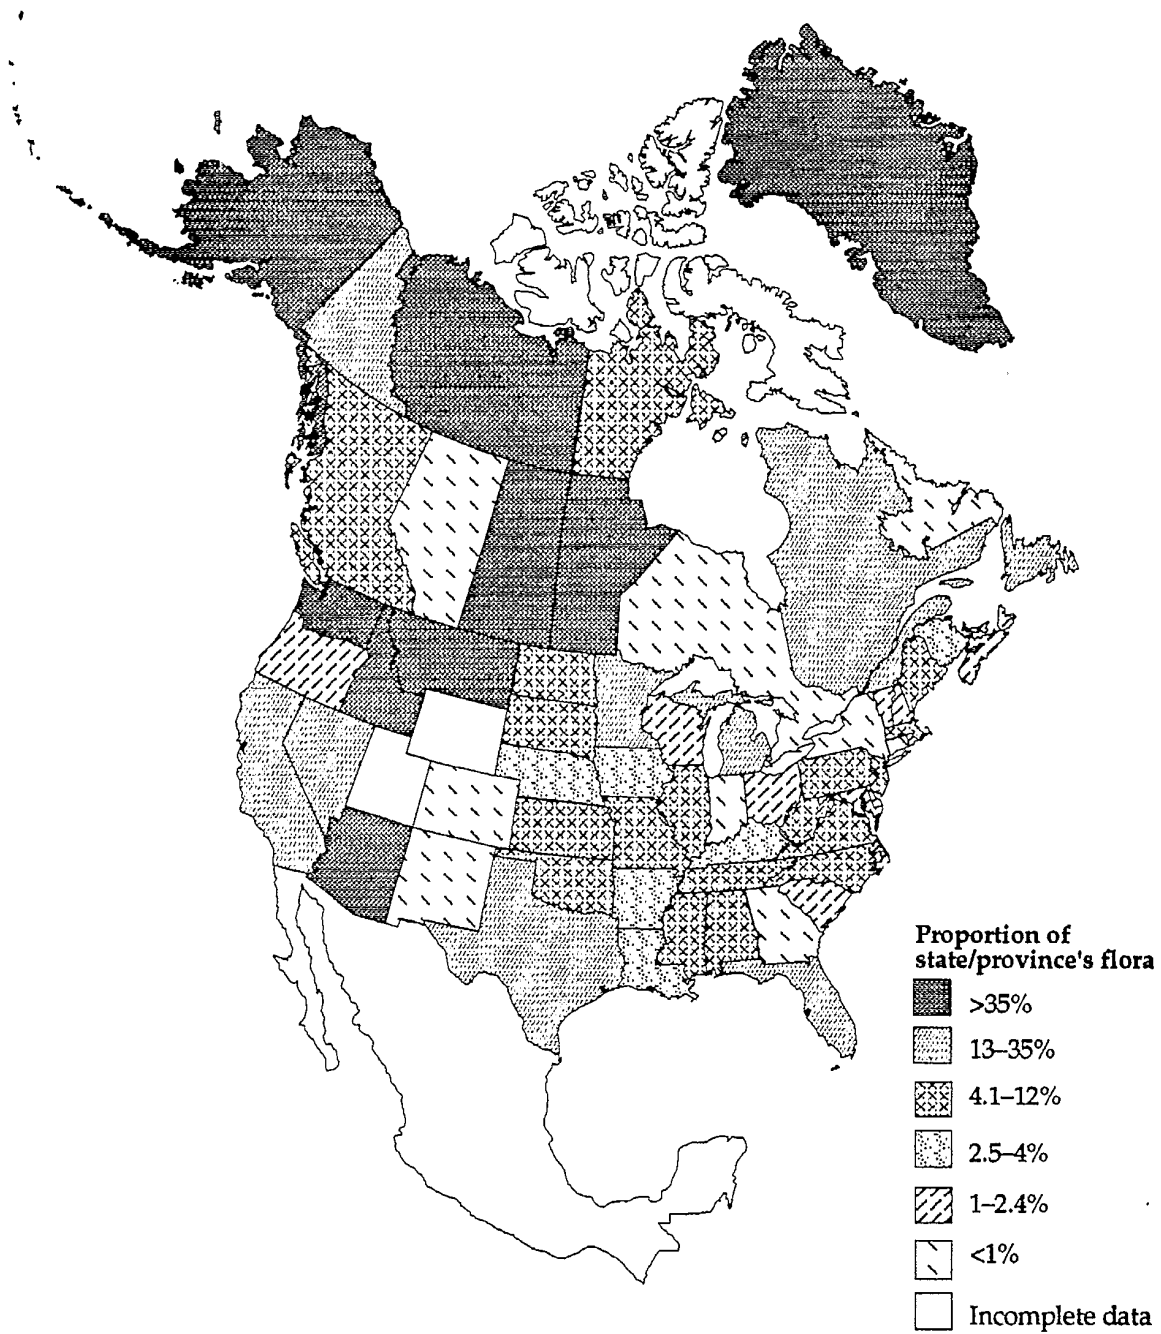 Proportion of
state/province's flora
>35%
13–35%
4.1–12%
2.5–4%
1–2.4%
<1%
Incomplete data